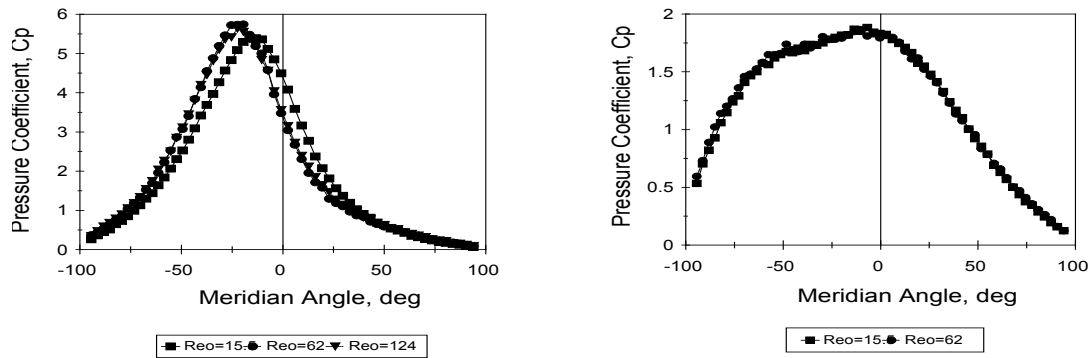 Pressure Coefficient, Cp
6
5
4
3
2
1
0
-100 -50 0 50 100
Meridian Angle, deg
Reo=15 Reo=62 Reo=124
Pressure Coefficient, Cp
2
1.5
1
0.5
0
-100 -50 0 50 100
Meridian Angle, deg
Reo=15 Reo=62